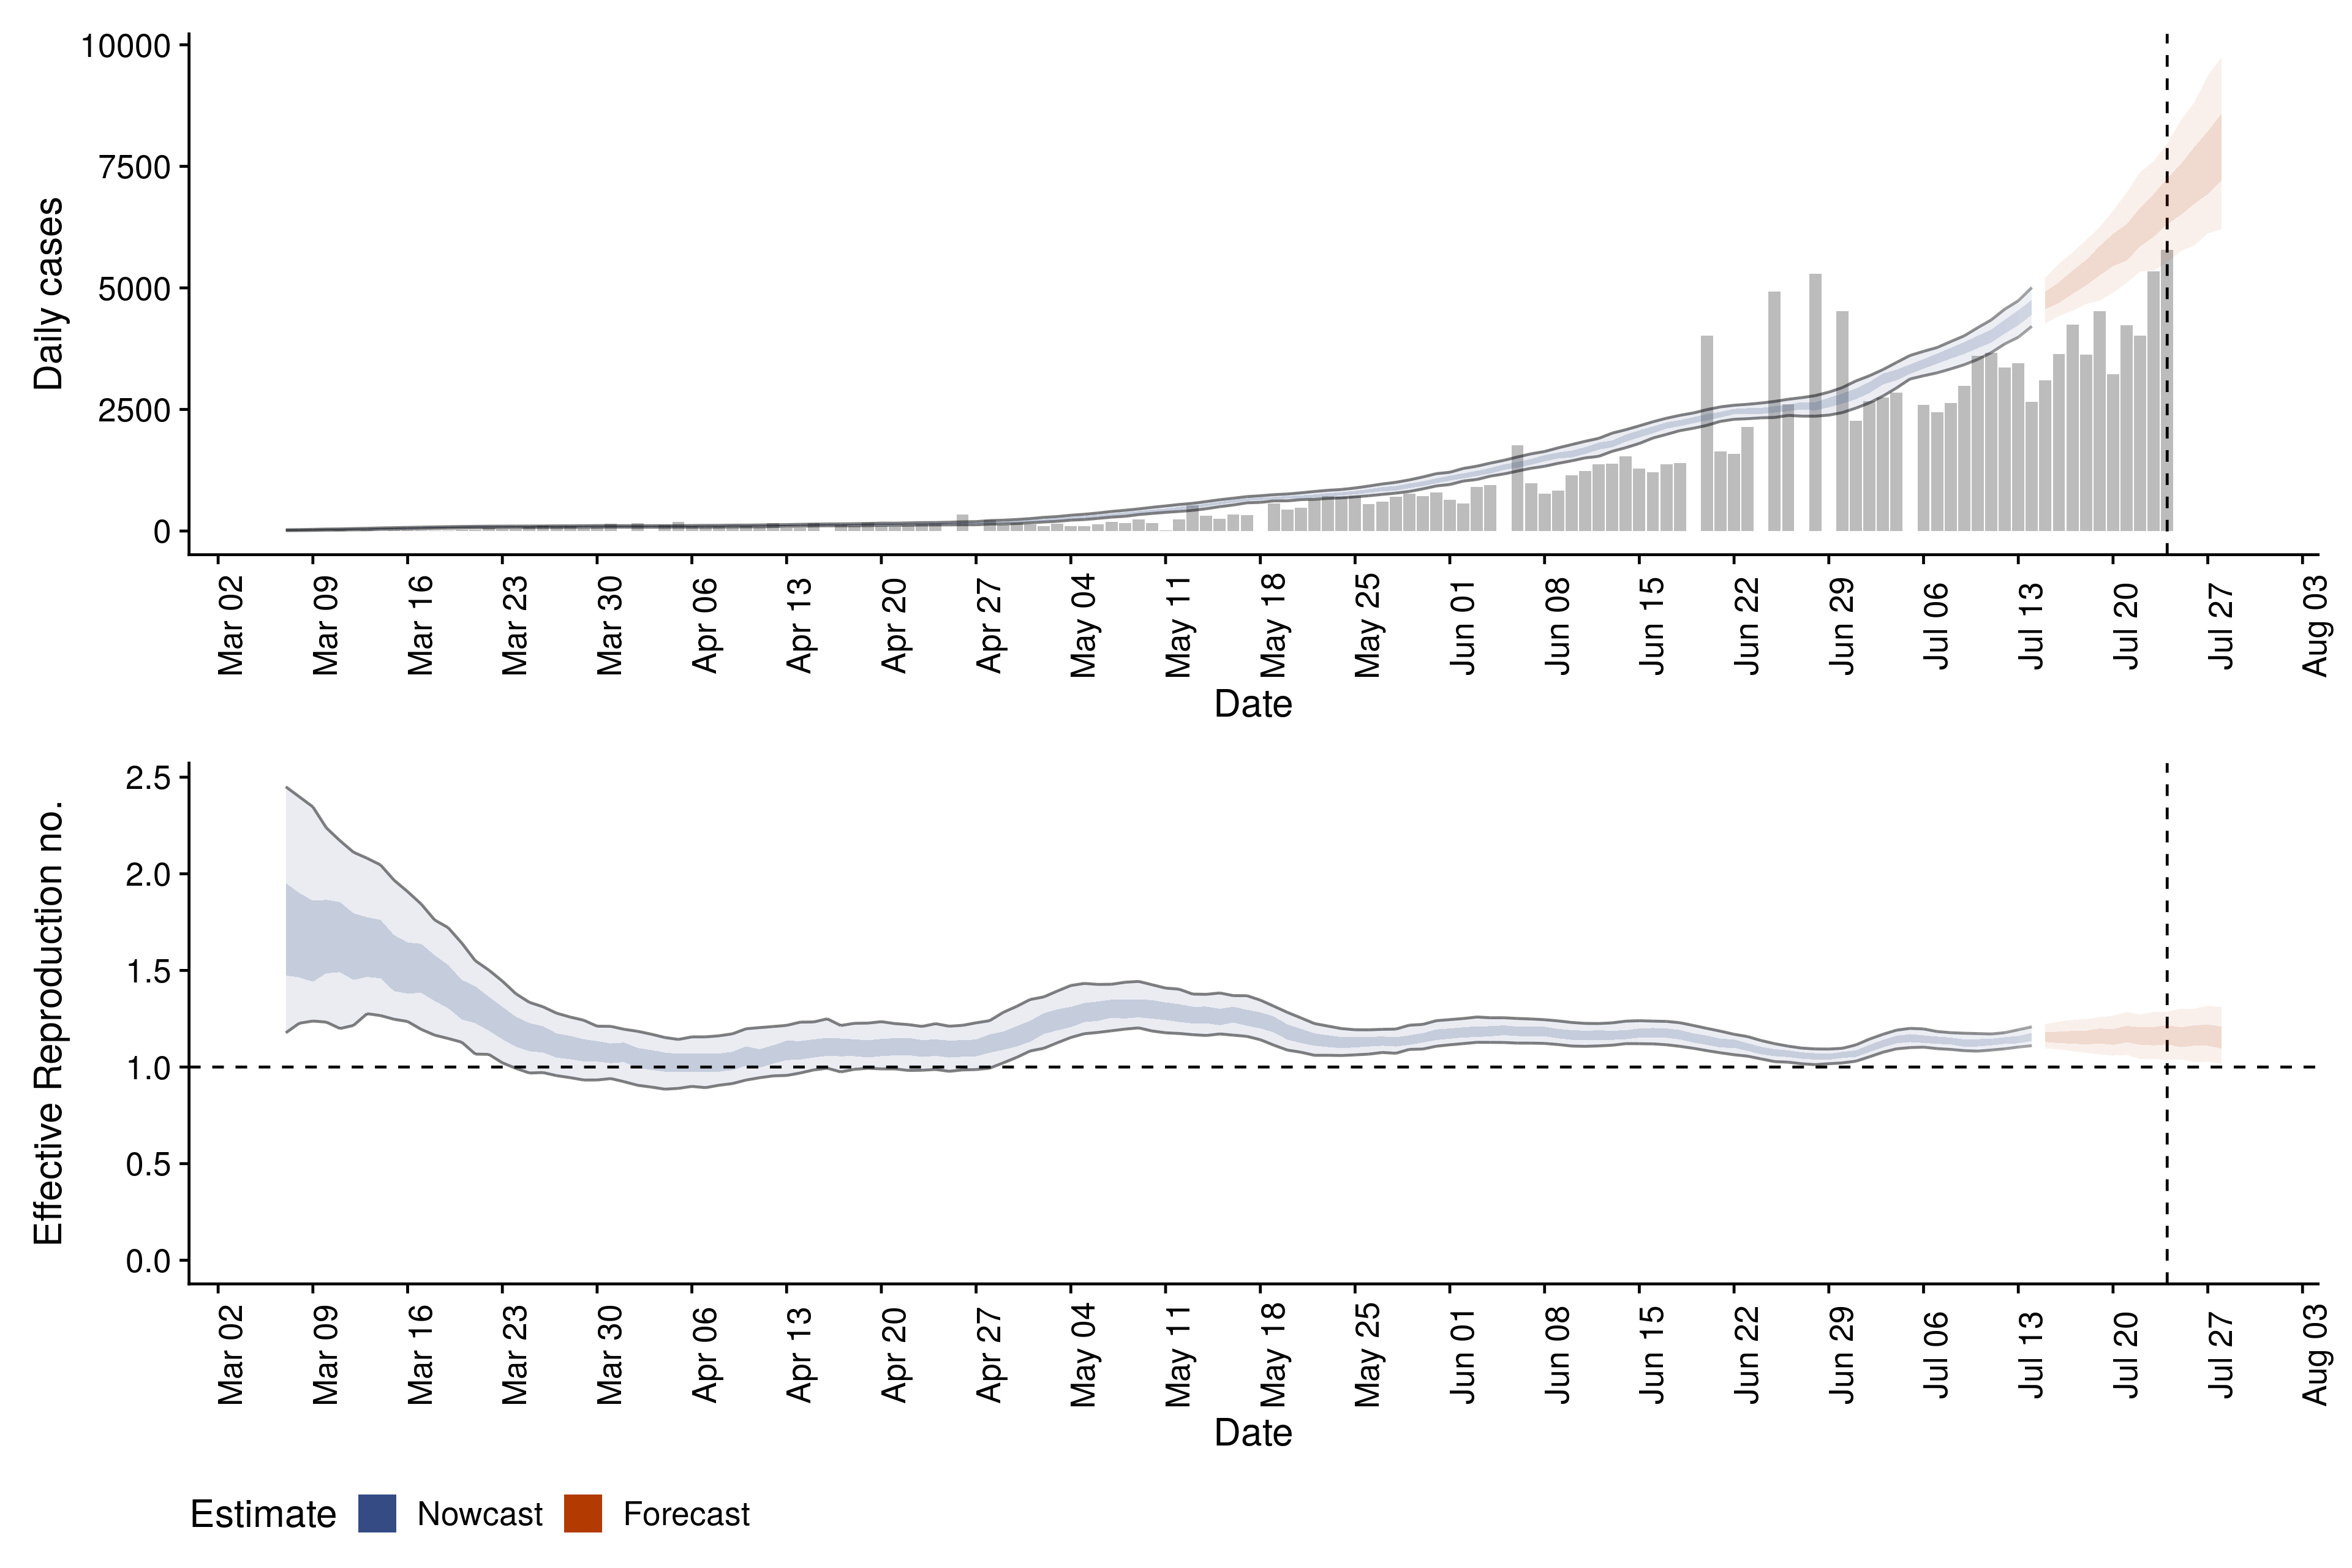 10000
7500
5000
2500
0
Daily cases
Mar 02 Mar 09 Mar 16 Mar 23 Mar 30 Apr 06 Apr 13 Apr 20 Apr 27 May 04 May 11 May 18 May 25 Jun 01 Jun 08 Jun 15 Jun 22 Jun 29 Jul 06 Jul 13 Jul 20 Jul 27 Aug 03
Date
2.5
2.0
1.5
1.0
0.5
0.0
Effective Reproduction no.
Mar 02 Mar 09 Mar 16 Mar 23 Mar 30 Apr 06 Apr 13 Apr 20 Apr 27 May 04 May 11 May 18 May 25 Jun 01 Jun 08 Jun 15 Jun 22 Jun 29 Jul 06 Jul 13 Jul 20 Jul 27 Aug 03
Date
Estimate Nowcast Forecast